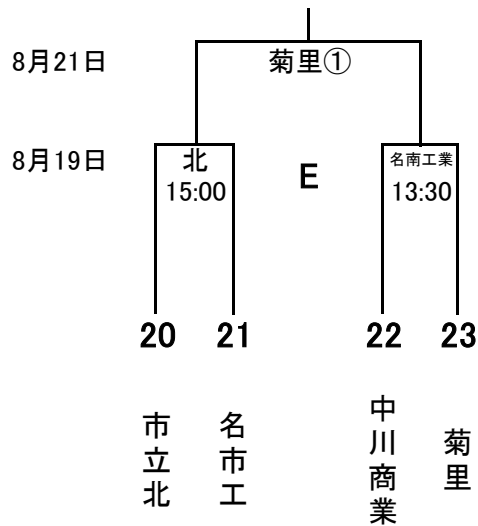 8月21日
菊里①
8月19日
北
15:00
E
名南工業
13:30
20
21
22
23
市立北
名市工
中川商業
菊里